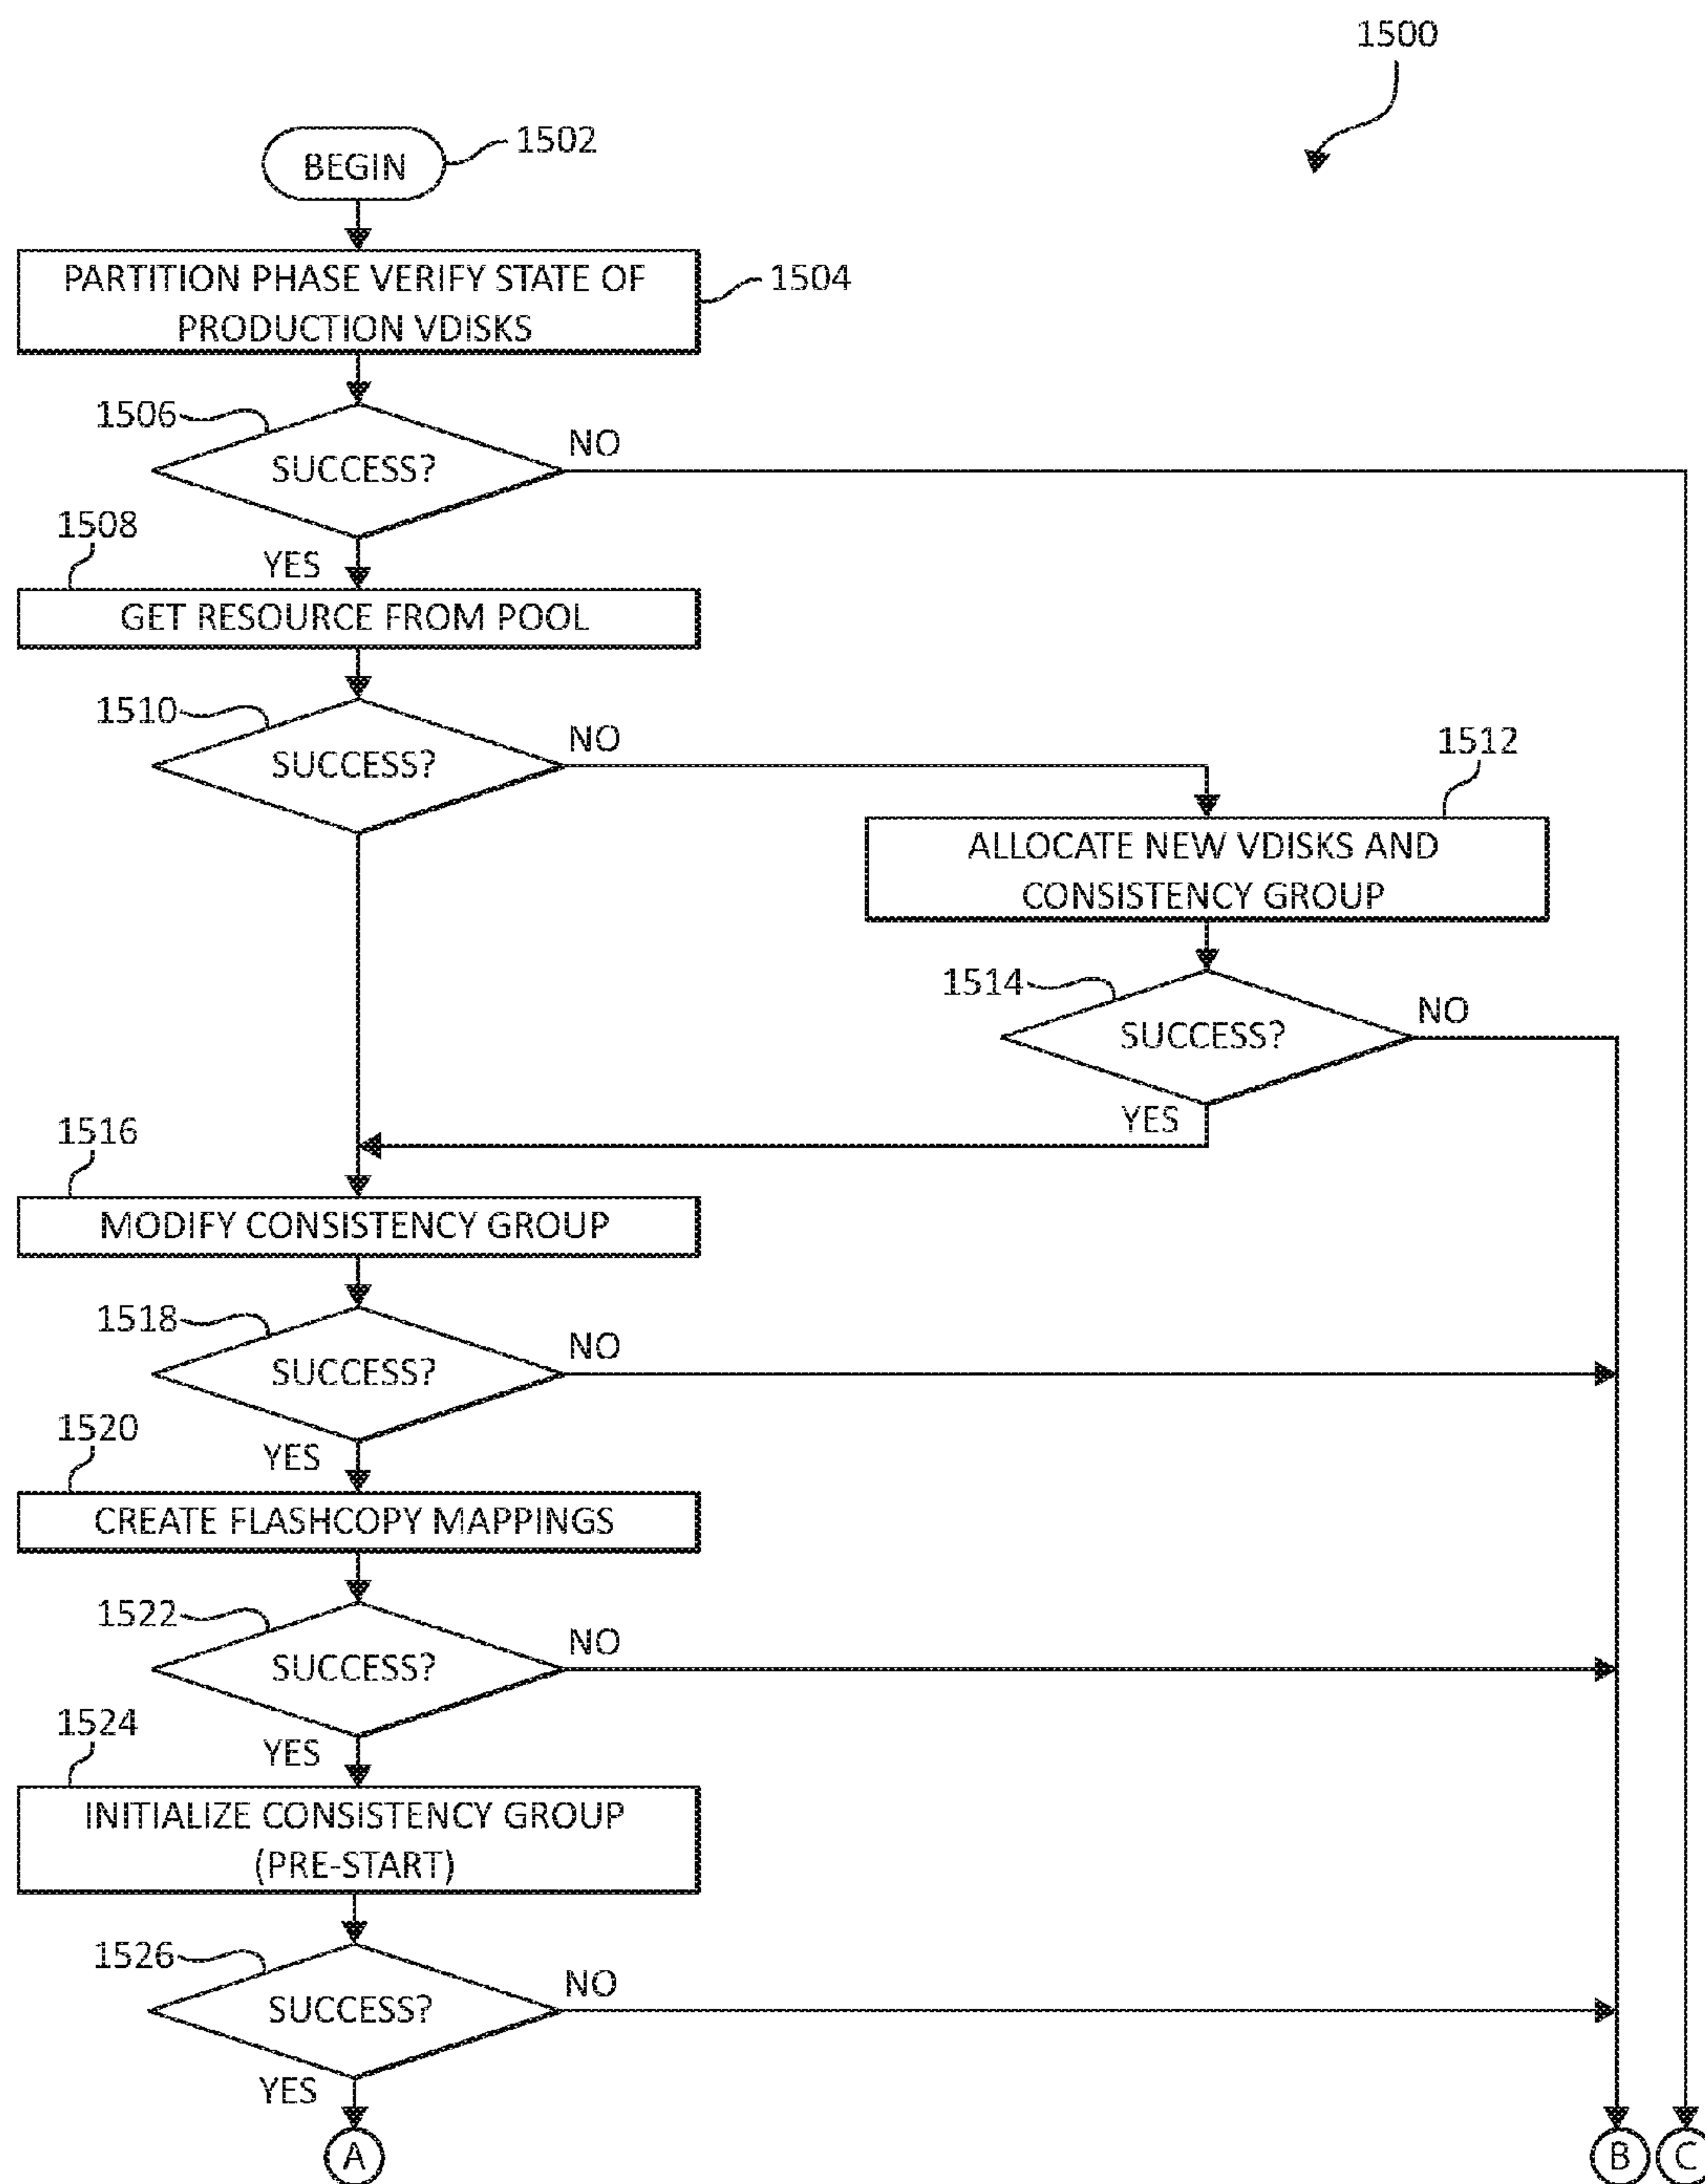 1500
1502
BEGIN
PARTITION PHASE VERIFY STATE OF
PRODUCTION VDISKS
1504
1506
SUCCESS?
NO
1508
YES
GET RESOURCE FROM POOL
1510
SUCCESS?
NO
1512
ALLOCATE NEW VDISKS AND
CONSISTENCY GROUP
1514
SUCCESS?
NO
YES
1516
MODIFY CONSISTENCY GROUP
1518
SUCCESS?
NO
1520
YES
CREATE FLASHCOPY MAPPINGS
1522
SUCCESS?
NO
1524
YES
INITIALIZE CONSISTENCY GROUP
(PRE-START)
1526
SUCCESS?
NO
YES
A
B
C